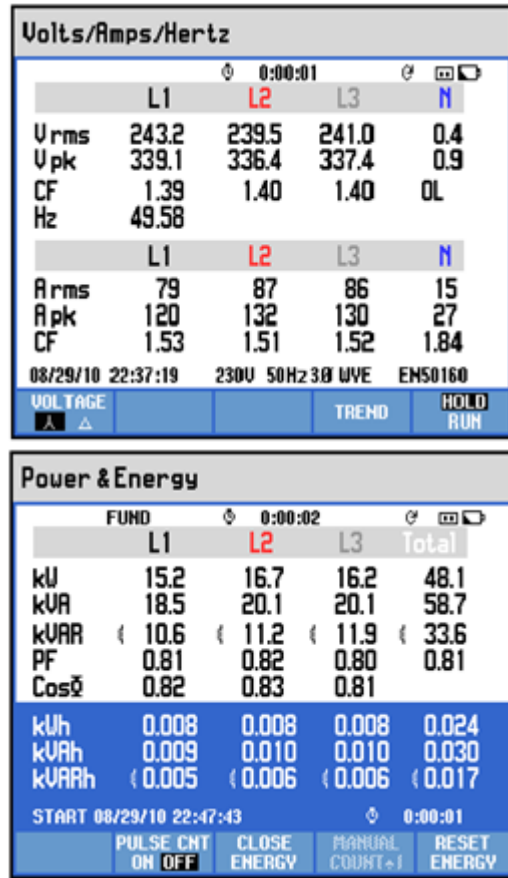 Volts/Amps/Hertz
0:00:01
L1 L2 L3 N
Vrms 243.2 239.5 241.0 0.4
Vpk 339.1 336.4 337.4 0.9
CF 1.39 1.40 1.40 OL
Hz 49.58
L1 L2 L3 N
Arms 79 87 86 15
Apk 120 132 130 27
CF 1.53 1.51 1.52 1.84
08/29/10 22:37:19 230V 50Hz 3Ø WYE EN50160
VOLTAGE TREND HOLD
RUN
Power & Energy
FUND 0:00:02
L1 L2 L3 Total
kW 15.2 16.7 16.2 48.1
kVA 18.5 20.1 20.1 58.7
kVAR 10.6 11.2 11.9 33.6
PF 0.81 0.82 0.80 0.81
CosΦ 0.82 0.83 0.81
kWh 0.008 0.008 0.008 0.024
kVAh 0.009 0.010 0.010 0.030
kVARh 0.005 0.006 0.006 0.017
START 08/29/10 22:47:43 0:00:01
PULSE CNT CLOSE MANUAL RESET
ON OFF ENERGY COUNT ENERGY